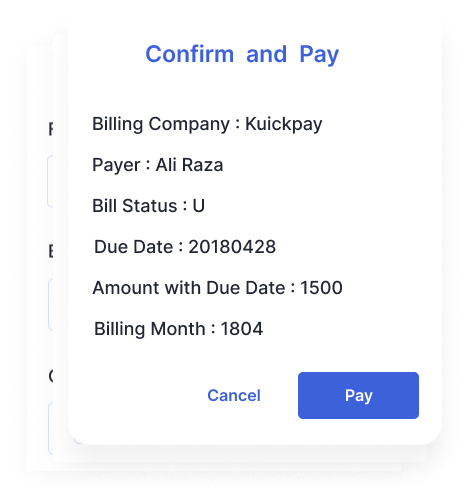 Confirm and Pay
Billing Company : Kuickpay
Payer : Ali Raza
Bill Status : U
Due Date : 20180428
Amount with Due Date : 1500
Billing Month : 1804
Cancel
Pay